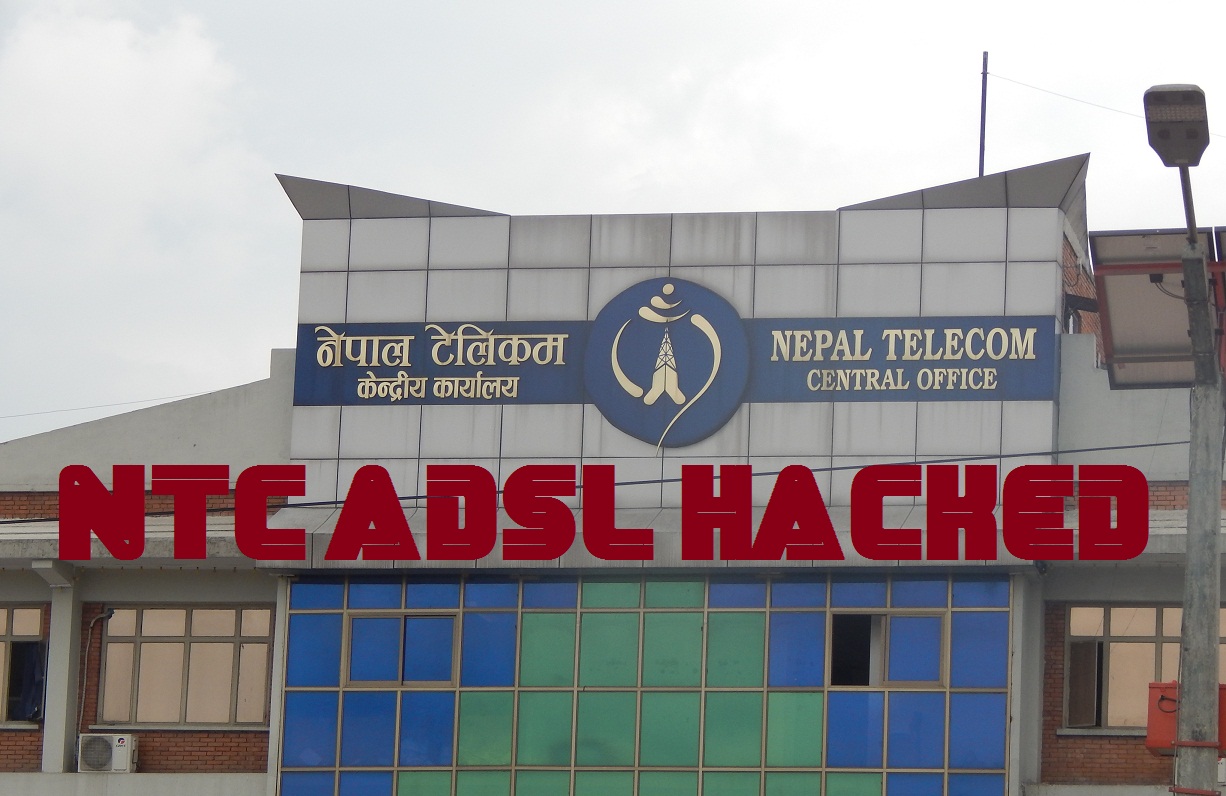 नेपाल टेलिकम
केन्द्रीय कार्यालय
NEPAL TELECOM
CENTRAL OFFICE
NTC ADSL HACKED